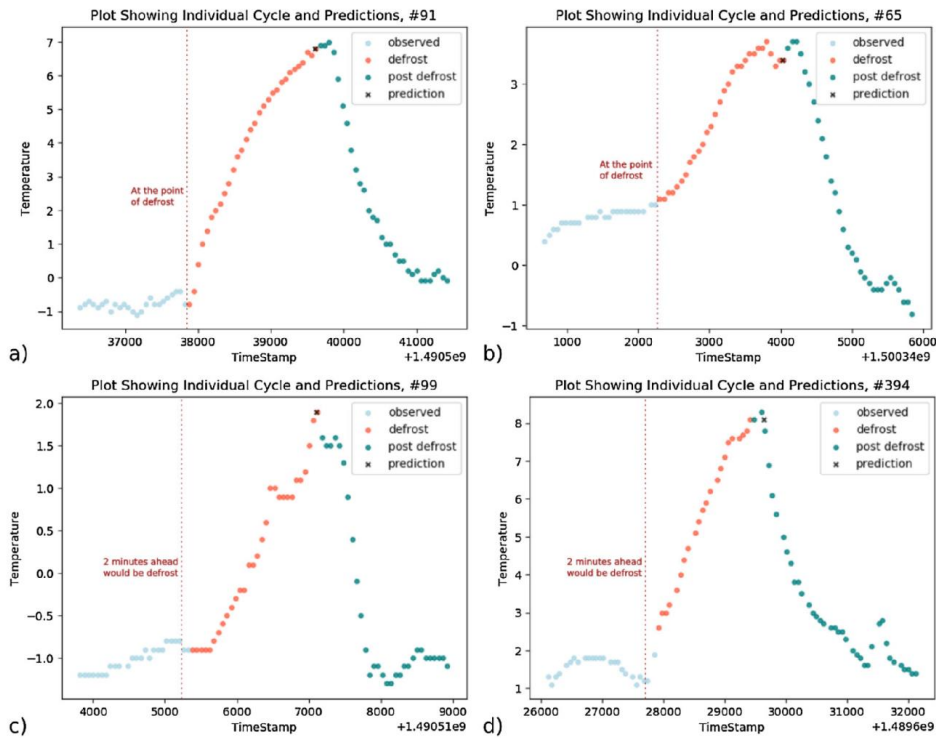 Plot Showing Individual Cycle and Predictions, #91
observed
defrost
post defrost
prediction
At the point
of defrost
Temperature
7
6
5
4
3
2
1
0
−1
37000 38000 39000 40000 41000
TimeStamp
+1.4905e9
a)
Plot Showing Individual Cycle and Predictions, #65
observed
defrost
post defrost
prediction
At the point
of defrost
Temperature
3
2
1
0
−1
1000 2000 3000 4000 5000 6000
TimeStamp
+1.50034e9
b)
Plot Showing Individual Cycle and Predictions, #99
observed
defrost
post defrost
prediction
2 minutes ahead
would be defrost
Temperature
2.0
1.5
1.0
0.5
0.0
−0.5
−1.0
4000 5000 6000 7000 8000 9000
TimeStamp
+1.49051e9
c)
Plot Showing Individual Cycle and Predictions, #394
observed
defrost
post defrost
prediction
2 minutes ahead
would be defrost
Temperature
8
7
6
5
4
3
2
1
26000 27000 28000 29000 30000 31000 32000
TimeStamp
+1.4896e9
d)